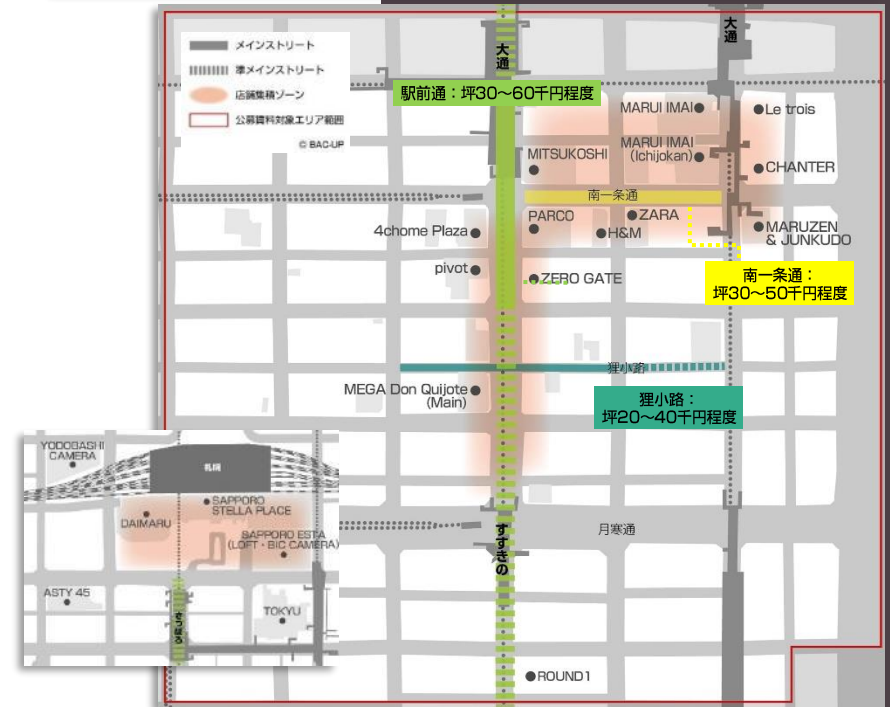 メインストリート
準メインストリート
店舗集積ゾーン
公募賃料対象エリア範囲
© BAC-UP
大通
大通
駅前通：坪30～60千円程度
MARUI IMAI
Le trois
MARUI IMAI
(Ichijokan)
MITSUKOSHI
CHANTER
南一条通
PARCO
ZARA
H&M
4chome Plaza
MARUZEN
& JUNKUDO
pivot
ZERO GATE
南一条通：
坪30～50千円程度
狸小路
MEGA Don Quijote
(Main)
狸小路：
坪20～40千円程度
YODOBASHI
CAMERA
札幌
SAPPORO
STELLA PLACE
DAIMARU
SAPPORO ESTA
(LOFT・BIC CAMERA)
すすきの
月寒通
ASTY 45
さっぽろ
TOKYU
ROUND1